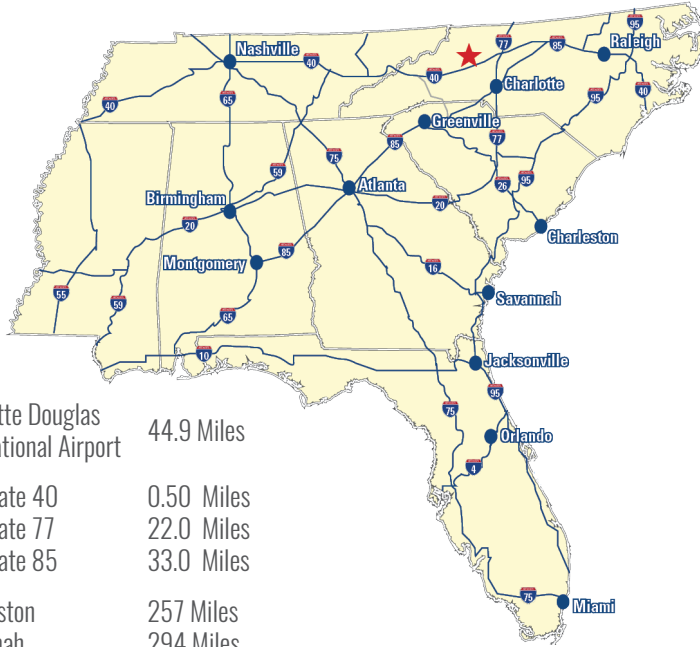 95
77
85
Raleigh
Nashville
40
40
Charlotte
40
65
95
40
Greenville
85
77
75
59
26
95
Atlanta
20
Birmingham
20
Charleston
Montgomery
85
16
55
59
Savannah
65
10
Jacksonville
95
75
Orlando
4
75
Miami
tte Douglas
ational Airport
44.9 Miles
ate 40 0.50 Miles
ate 77 22.0 Miles
ate 85 33.0 Miles
ston 257 Miles
nah 294 Miles